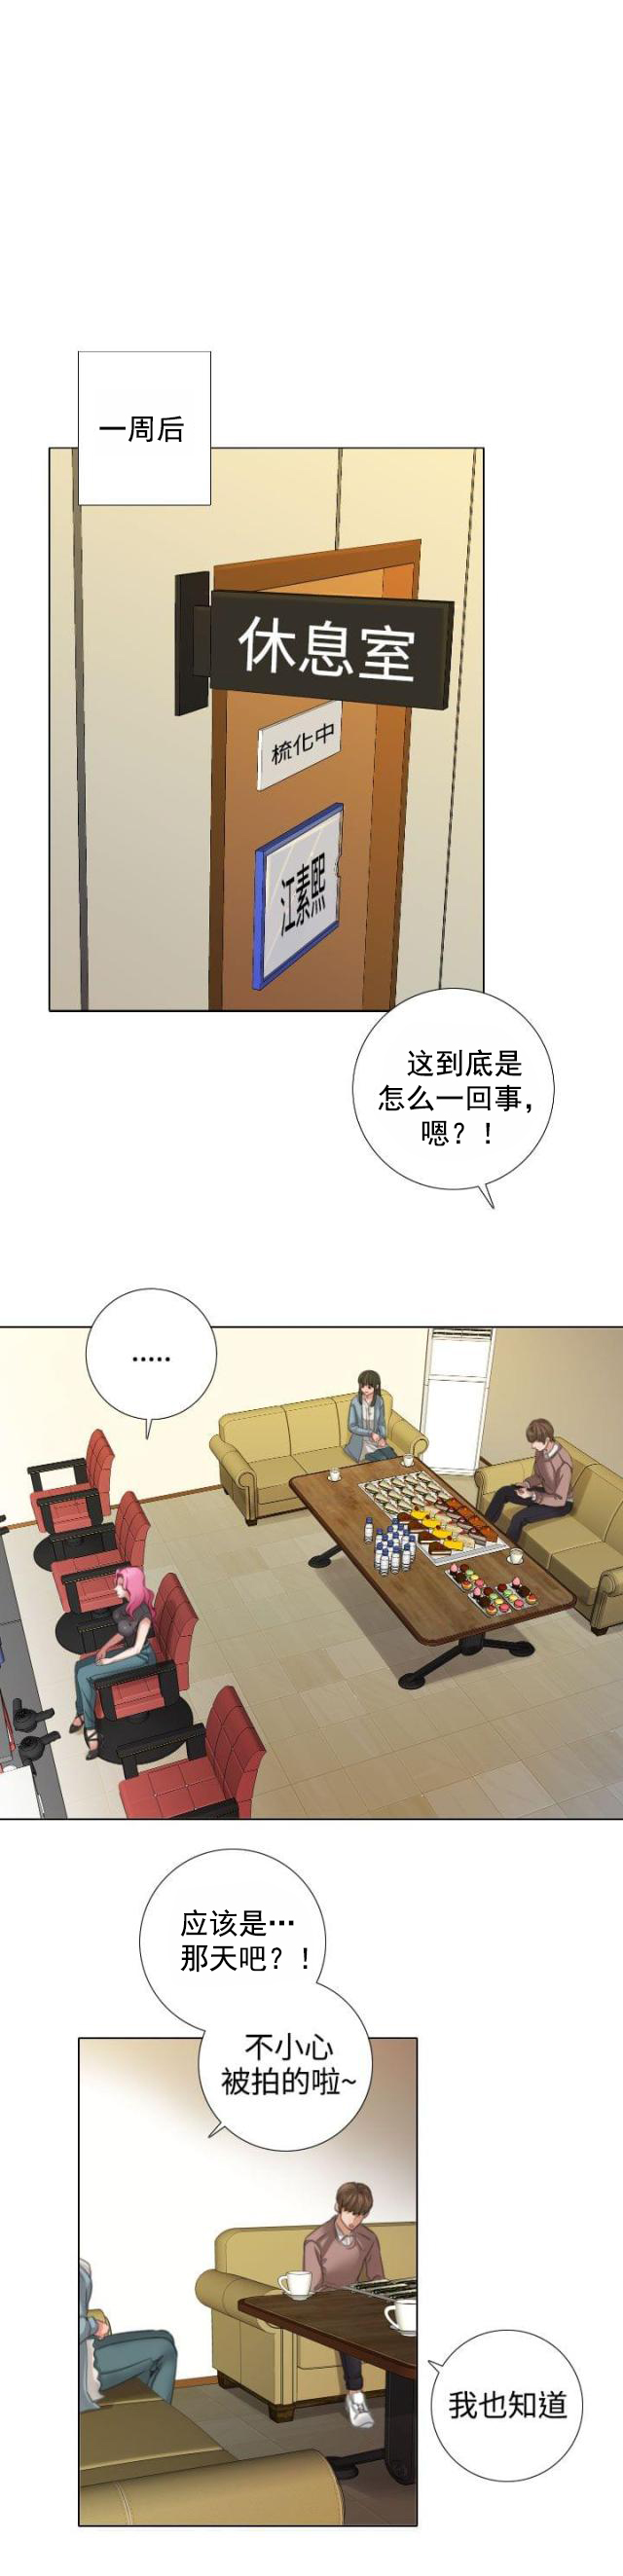 一周后
休息室
梳化中
江素熙
这到底是
怎么一回事，
嗯？！
.....
应该是…
那天吧？！
不小心
被拍的啦~
我也知道